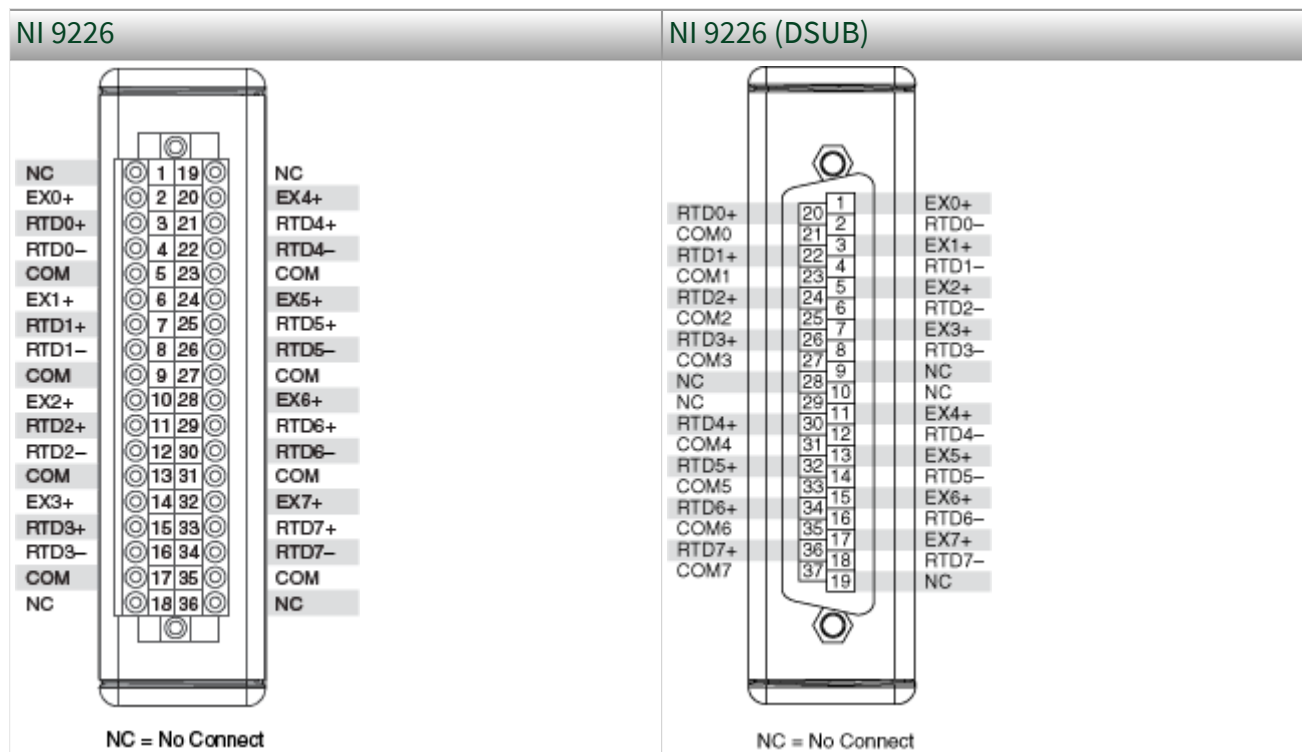 NI 9226
NC 1 19 NC
EX0+ 2 20 EX4+
RTD0+ 3 21 RTD4+
RTD0– 4 22 RTD4–
COM 5 23 COM
EX1+ 6 24 EX5+
RTD1+ 7 25 RTD5+
RTD1– 8 26 RTD5–
COM 9 27 COM
EX2+ 10 28 EX6+
RTD2+ 11 29 RTD6+
RTD2– 12 30 RTD6–
COM 13 31 COM
EX3+ 14 32 EX7+
RTD3+ 15 33 RTD7+
RTD3– 16 34 RTD7–
COM 17 35 COM
NC 18 36 NC
NC = No Connect
NI 9226 (DSUB)
1 EX0+
RTD0+ 20
2 RTD0–
COM0 21
3 EX1+
RTD1+ 22
4 RTD1–
COM1 23
5 EX2+
RTD2+ 24
6 RTD2–
COM2 25
7 EX3+
RTD3+ 26
8 RTD3–
COM3 27
9 NC
NC 28
10 NC
NC 29
11 EX4+
RTD4+ 30
12 RTD4–
COM4 31
13 EX5+
RTD5+ 32
14 RTD5–
COM5 33
15 EX6+
RTD6+ 34
16 RTD6–
COM6 35
17 EX7+
RTD7+ 36
18 RTD7–
COM7 37
19 NC
NC = No Connect